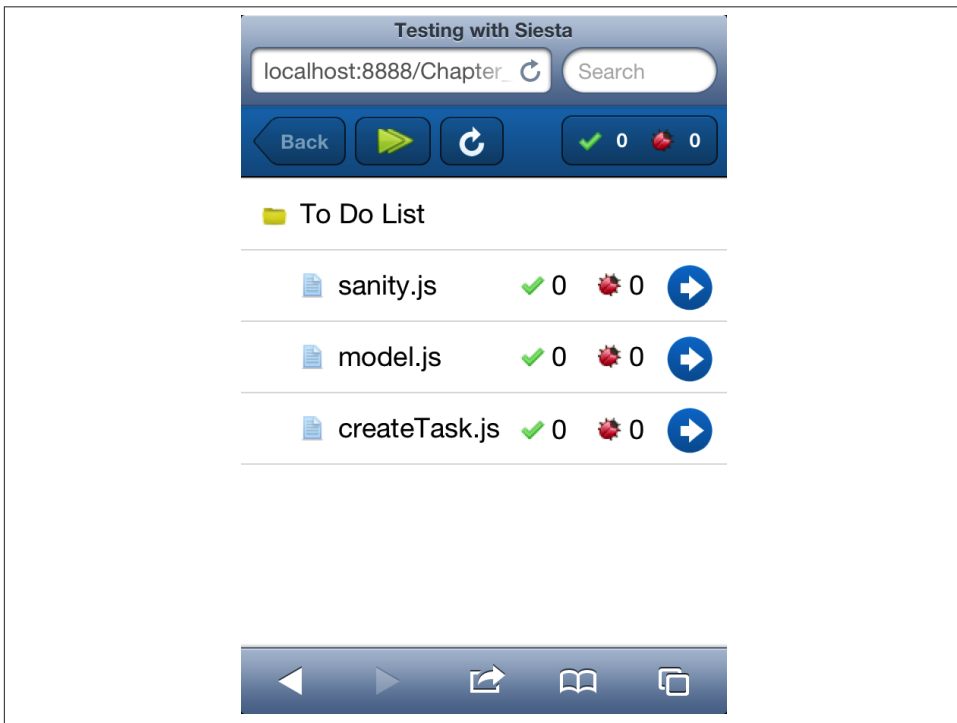 Testing with Siesta
localhost:8888/Chapter_ Search
Back 0 0
To Do List
sanity.js 0 0
model.js 0 0
createTask.js 0 0